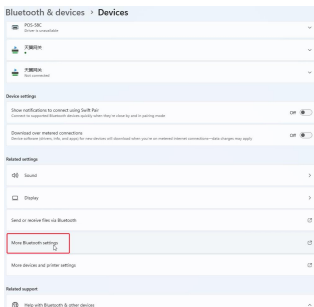 Bluetooth & devices > Devices
POS-58C
Driver is unavailable
天猫网关
天猫网关
Not connected
Device settings
Show notifications to connect using Swift Pair
Connect to supported Bluetooth devices quickly when they're close by and in pairing mode
Off
Download over metered connections
Device software (drivers, info, and apps) for new devices will download when you're on metered internet connections—data charges may apply
Off
Related settings
Sound
Display
Send or receive files via Bluetooth
More Bluetooth settings
More devices and printer settings
Related support
Help with Bluetooth & other devices